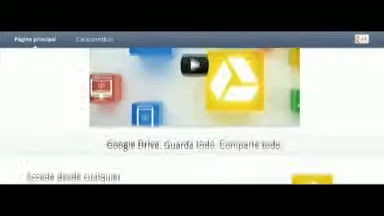 Página principal Características
Google Drive. Guarda todo. Comparte todo.
Accede desde cualquier